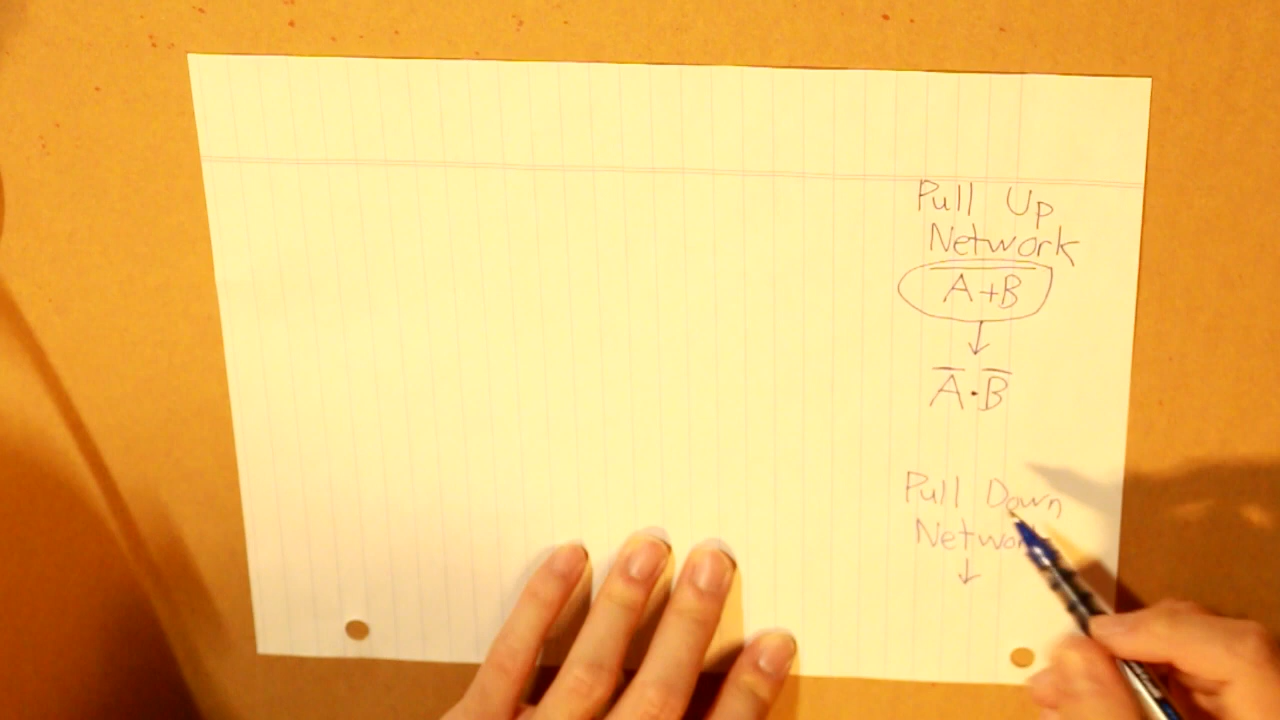 Pull Up
Network
A̅+̅B̅
↓
A̅·B̅
Pull Down
Network
↓